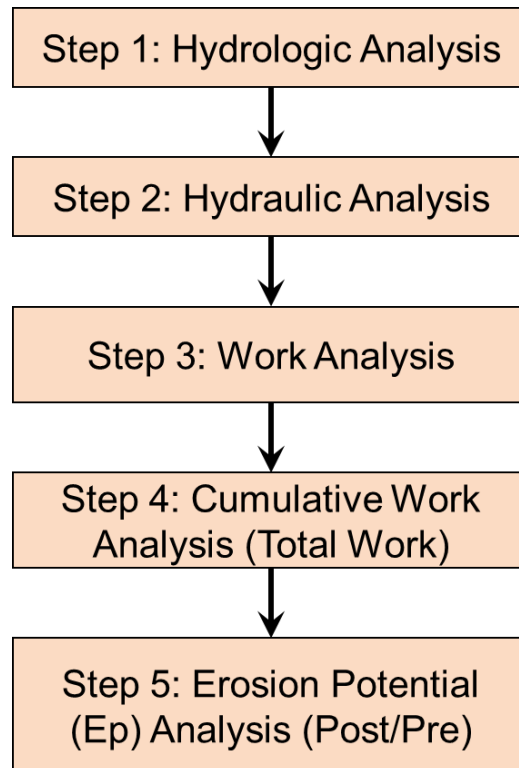 Step 1: Hydrologic Analysis
Step 2: Hydraulic Analysis
Step 3: Work Analysis
Step 4: Cumulative Work
Analysis (Total Work)
Step 5: Erosion Potential
(Ep) Analysis (Post/Pre)